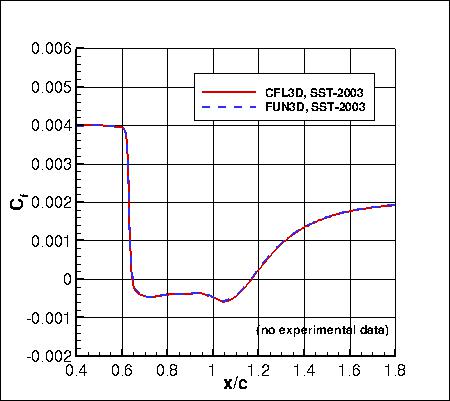 0.006
0.005
CFL3D, SST-2003
FUN3D, SST-2003
0.004
0.003
Cf
0.002
0.001
0
-0.001
(no experimental data)
-0.002
0.4 0.6 0.8 1 1.2 1.4 1.6 1.8
x/c